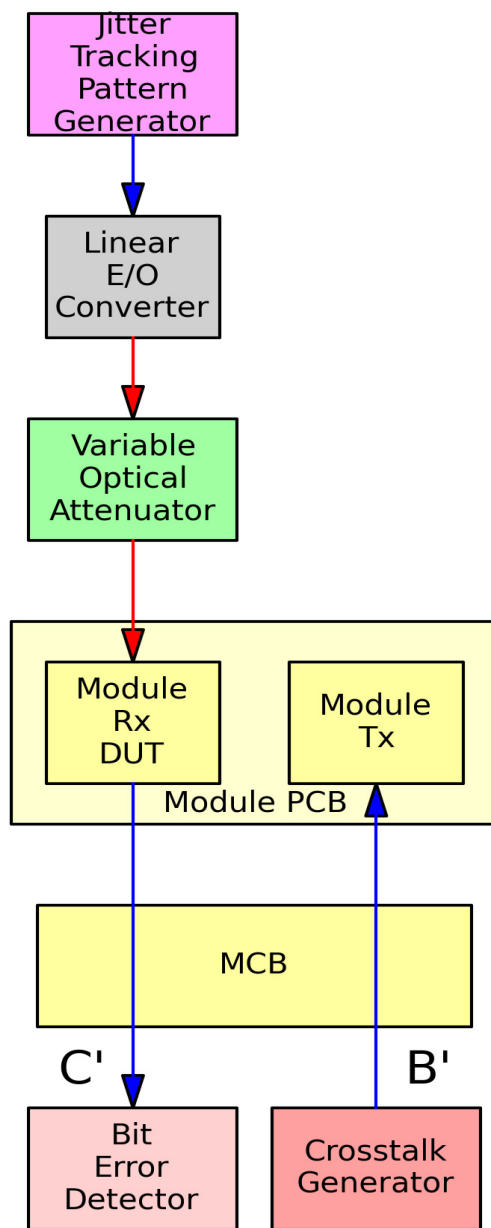 Jitter
Tracking
Pattern
Generator
Linear
E/O
Converter
Variable
Optical
Attenuator
Module
Rx
DUT
Module
Tx
Module PCB
MCB
C'
B'
Bit
Error
Detector
Crosstalk
Generator